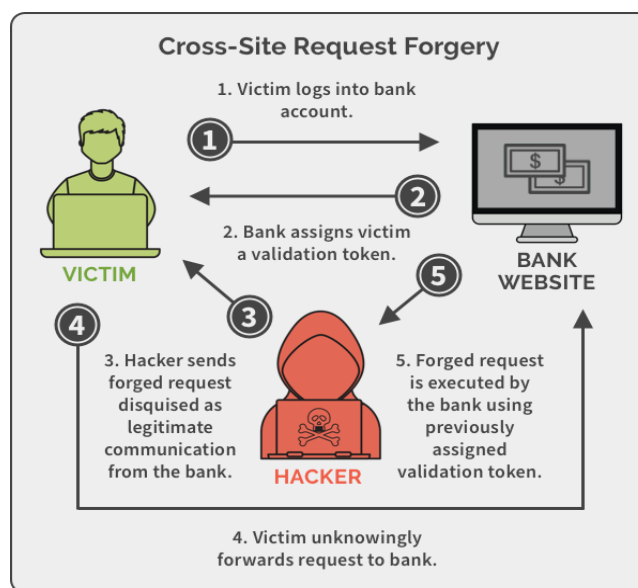 Cross-Site Request Forgery
1. Victim logs into bank
account.
1
2
2. Bank assigns victim
a validation token.
VICTIM
$
$
BANK
WEBSITE
3
5
4
3. Hacker sends
forged request
disquised as
legitimate
communication
from the bank.
HACKER
5. Forged request
is executed by
the bank using
previously
assigned
validation token.
4. Victim unknowingly
forwards request to bank.